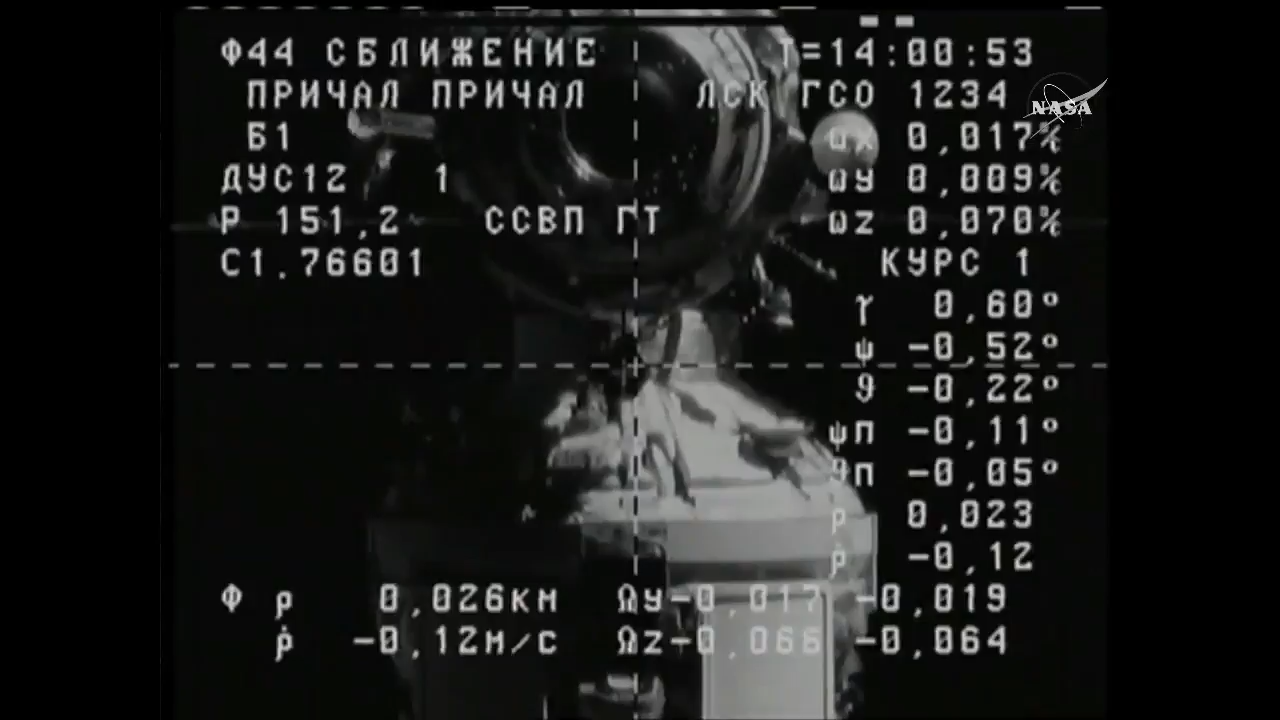 Ф44 СБЛИЖЕНИЕ T=14:00:53
ПРИЧАЛ ПРИЧАЛ ЛСК ГСО 1234
NASA
Б1 ωx 0,017%
ДУС12 1 ωу 0,009%
Р 151,2 ССВП ГТ ωz 0,070%
С1.76601 КУРС 1
γ 0,60°
ψ -0,52°
ϑ -0,22°
ψп -0,11°
ϑп -0,05°
ρ 0,023
ρ̇ -0,12
Ф ρ 0,026км Ωу-0,017 -0,019
ρ̇ -0,12м/с Ωz-0,066 -0,064